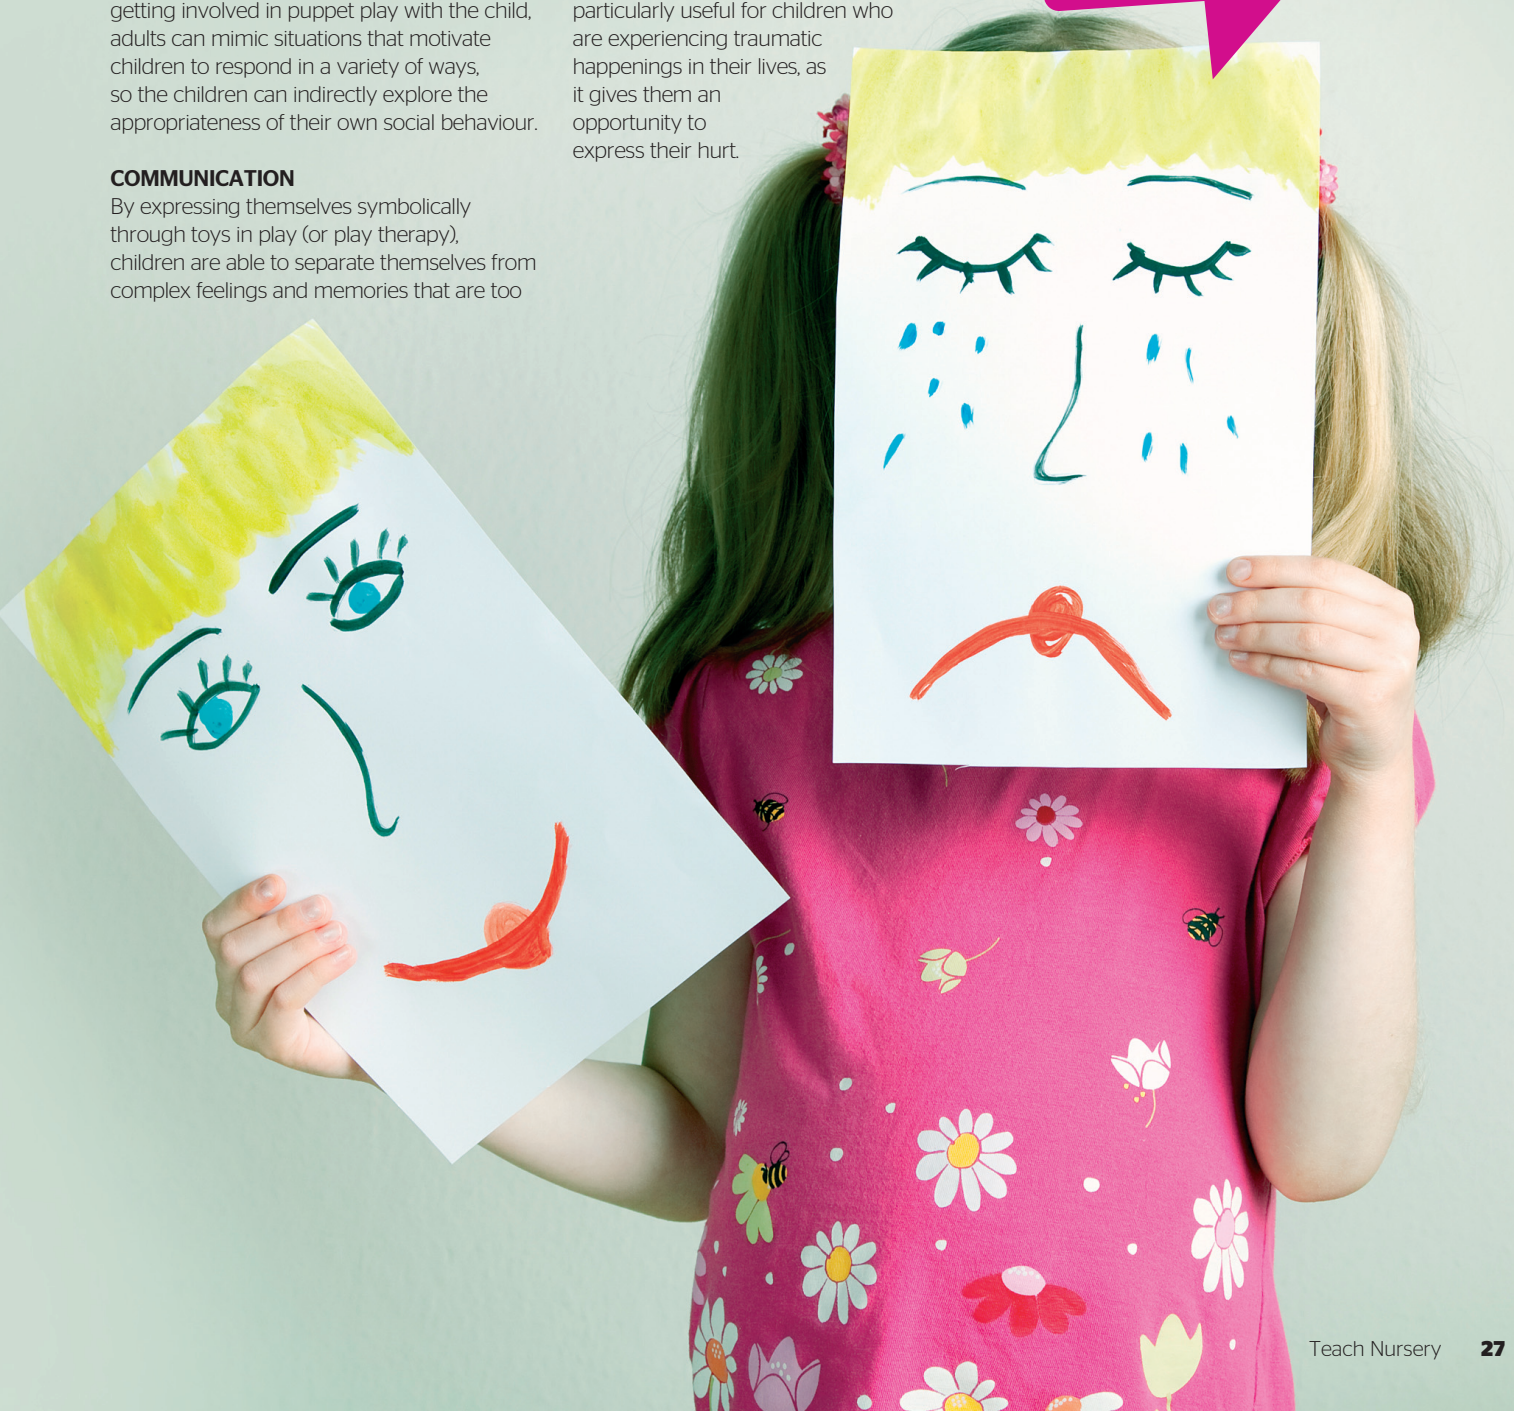 getting involved in puppet play with the child,
adults can mimic situations that motivate
children to respond in a variety of ways,
so the children can indirectly explore the
appropriateness of their own social behaviour.
COMMUNICATION
By expressing themselves symbolically
through toys in play (or play therapy),
children are able to separate themselves from
complex feelings and memories that are too
particularly useful for children who
are experiencing traumatic
happenings in their lives, as
it gives them an
opportunity to
express their hurt.
Teach Nursery 27